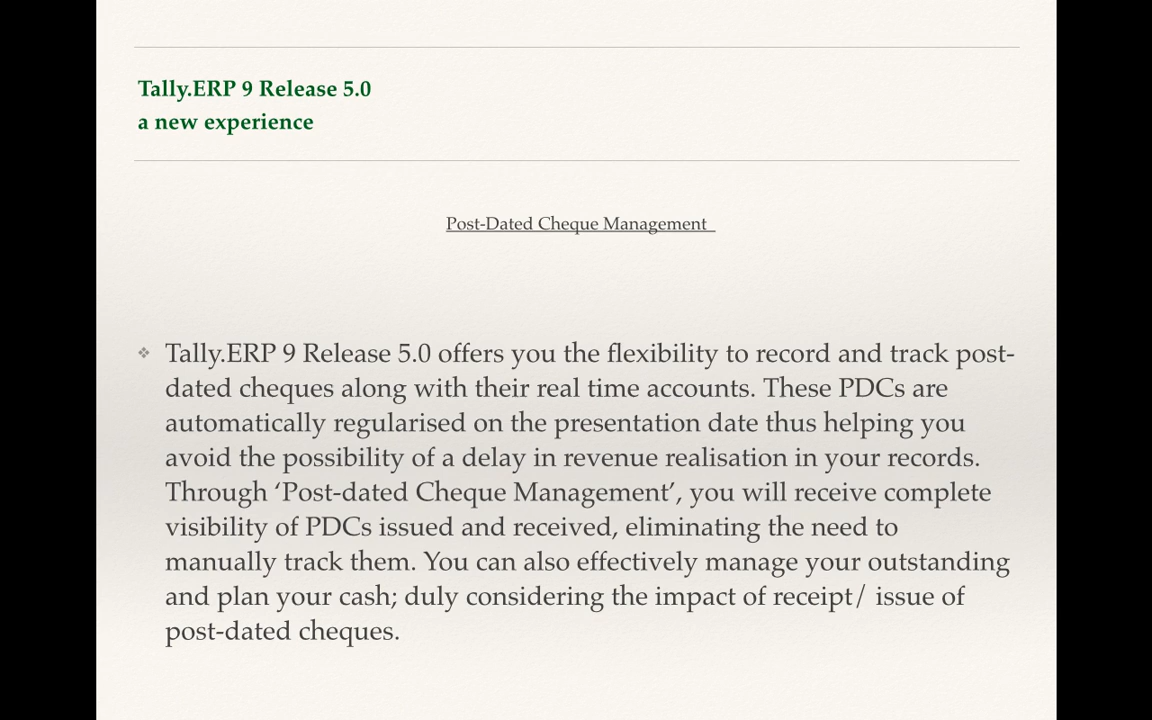 Tally.ERP 9 Release 5.0
a new experience
Post-Dated Cheque Management
❖ Tally.ERP 9 Release 5.0 offers you the flexibility to record and track post-
dated cheques along with their real time accounts. These PDCs are
automatically regularised on the presentation date thus helping you
avoid the possibility of a delay in revenue realisation in your records.
Through ‘Post-dated Cheque Management’, you will receive complete
visibility of PDCs issued and received, eliminating the need to
manually track them. You can also effectively manage your outstanding
and plan your cash; duly considering the impact of receipt/ issue of
post-dated cheques.